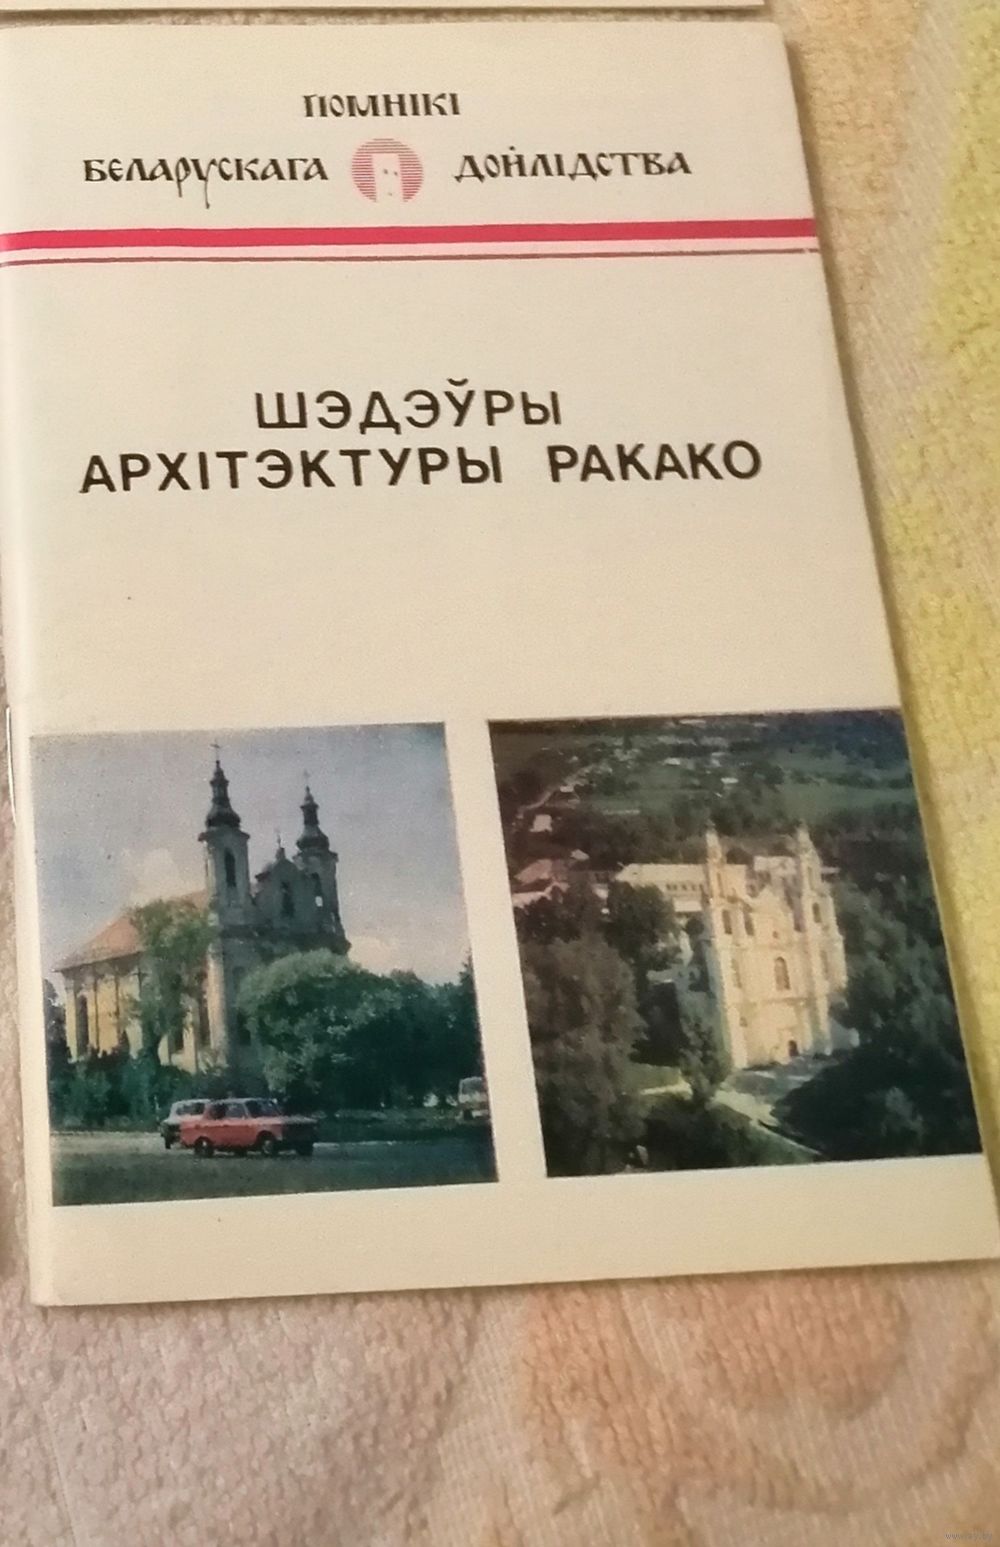 ПОМНІКІ
БЕЛАРУСКАГА ДОЙЛІДСТВА
ШЭДЭЎРЫ
АРХІТЭКТУРЫ РАКАКО